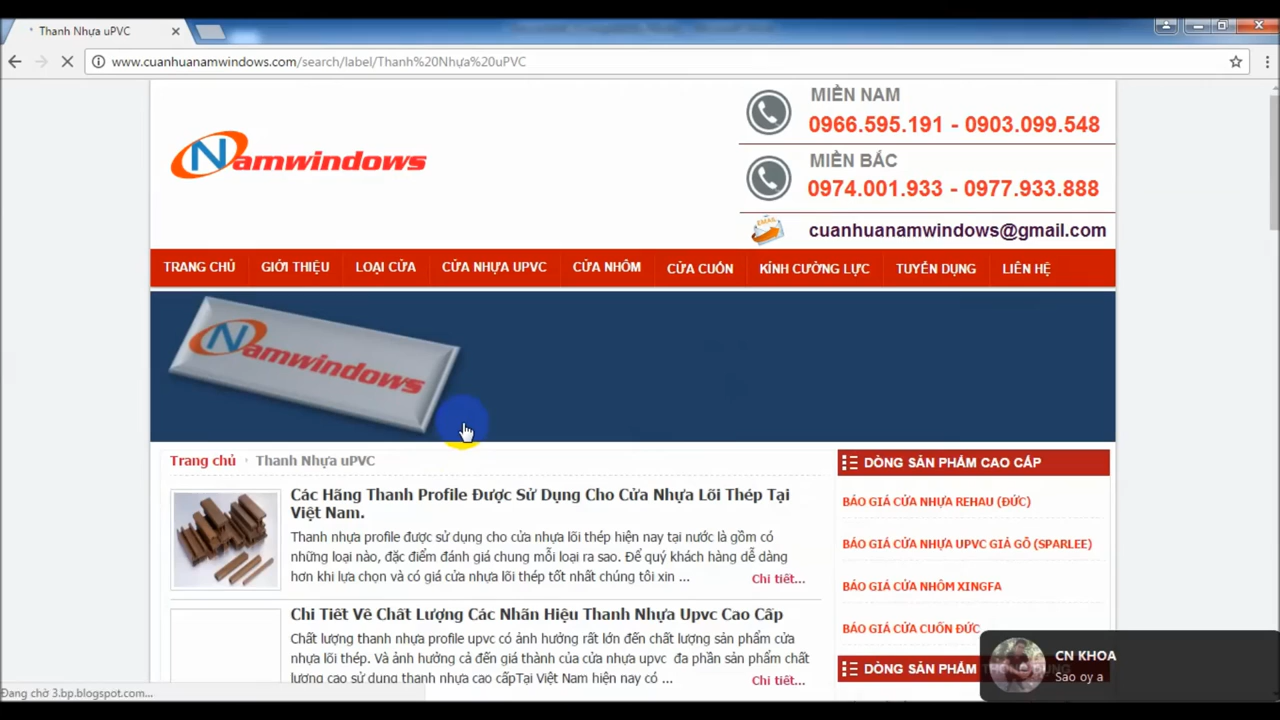 Thanh Nhựa uPVC
www.cuanhuanamwindows.com/search/label/Thanh%20Nhựa%20uPVC
Namwindows
MIỀN NAM
0966.595.191 - 0903.099.548
MIỀN BẮC
0974.001.933 - 0977.933.888
EMAIL
cuanhuanamwindows@gmail.com
TRANG CHỦ
GIỚI THIỆU
LOẠI CỬA
CỬA NHỰA UPVC
CỬA NHÔM
CỬA CUỐN
KÍNH CƯỜNG LỰC
TUYỂN DỤNG
LIÊN HỆ
Namwindows
Trang chủ
Thanh Nhựa uPVC
Các Hãng Thanh Profile Được Sử Dụng Cho Cửa Nhựa Lõi Thép Tại
Việt Nam.
Thanh nhựa profile được sử dụng cho cửa nhựa lõi thép hiện nay tại nước là gồm có
những loại nào, đặc điểm đánh giá chung mỗi loại ra sao. Để quý khách hàng dễ dàng
hơn khi lựa chọn và có giá cửa nhựa lõi thép tốt nhất chúng tôi xin ...
Chi tiết...
Chi Tiết Về Chất Lượng Các Nhãn Hiệu Thanh Nhựa Upvc Cao Cấp
Chất lượng thanh nhựa profile upvc có ảnh hưởng rất lớn đến chất lượng sản phẩm cửa
nhựa lõi thép. Và ảnh hưởng cả đến giá thành của cửa nhựa upvc đa phần sản phẩm chất
lượng cao sử dụng thanh nhựa cao cấpTại Việt Nam hiện nay có ...
Chi tiết...
DÒNG SẢN PHẨM CAO CẤP
BÁO GIÁ CỬA NHỰA REHAU (ĐỨC)
BÁO GIÁ CỬA NHỰA UPVC GIẢ GỖ (SPARLEE)
BÁO GIÁ CỬA NHÔM XINGFA
BÁO GIÁ CỬA CUỐN ĐỨC
DÒNG SẢN PHẨM THÔNG DỤNG
CN KHOA
Sao oy a
Đang chờ 3.bp.blogspot.com...